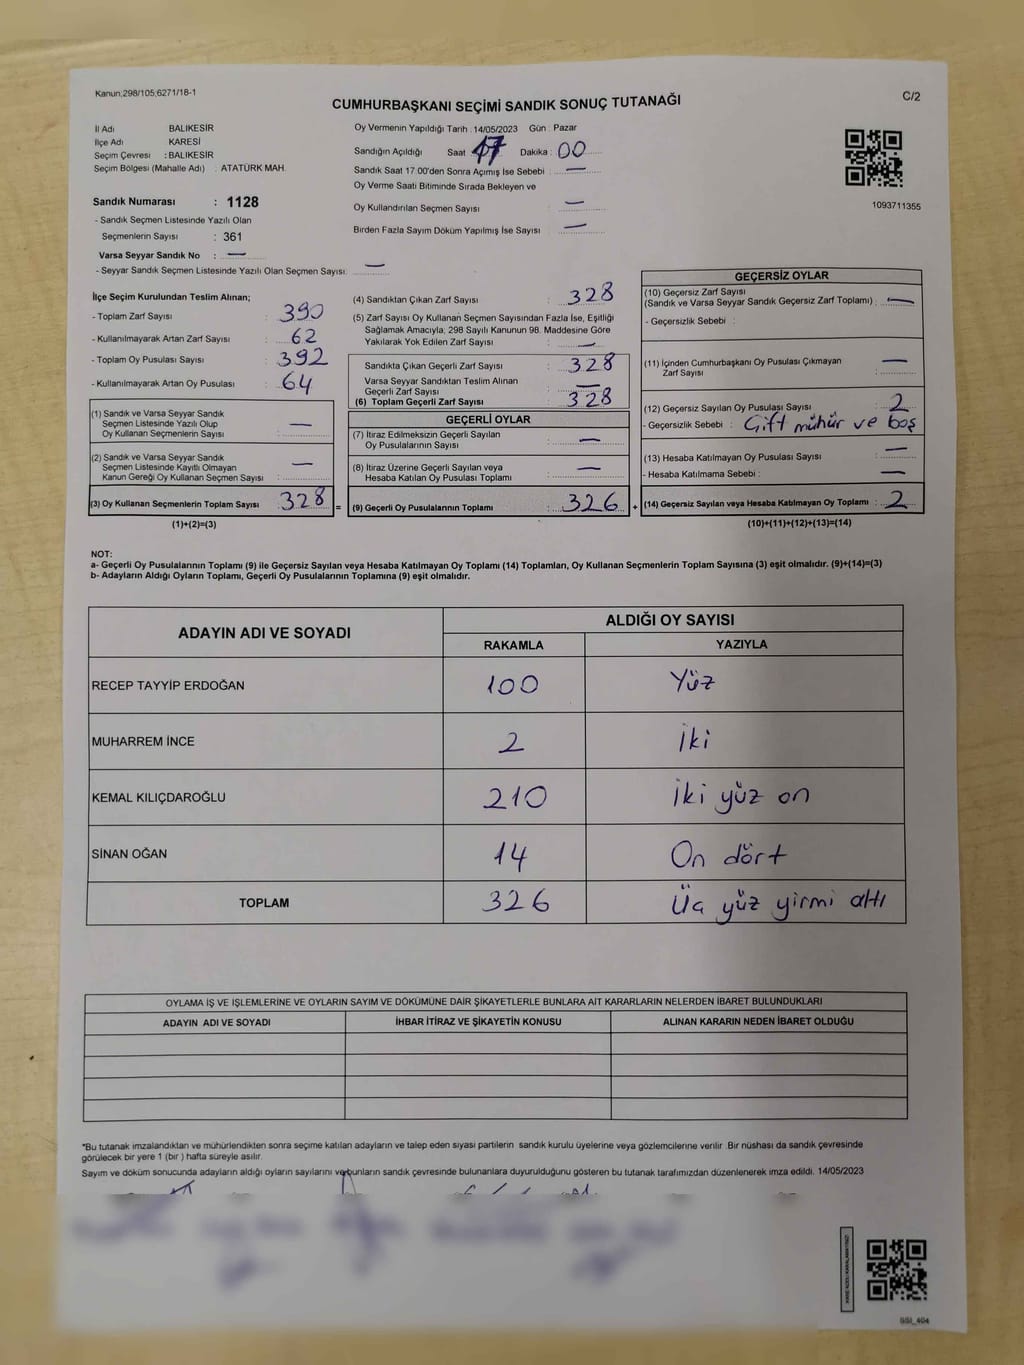 Kanun;298/105;6271/18-1
CUMHURBAŞKANI SEÇİMİ SANDIK SONUÇ TUTANAĞI
C/2
İl Adı BALIKESİR
İlçe Adı KARESİ
Seçim Çevresi : BALIKESİR
Seçim Bölgesi (Mahalle Adı) : ATATÜRK MAH.
Sandık Numarası : 1128
- Sandık Seçmen Listesinde Yazılı Olan
Seçmenlerin Sayısı : 361
Varsa Seyyar Sandık No : —
- Seyyar Sandık Seçmen Listesinde Yazılı Olan Seçmen Sayısı: —
Oy Vermenin Yapıldığı Tarih : 14/05/2023 Gün : Pazar
Sandığın Açıldığı Saat 17 Dakika : 00
Sandık Saat 17.00'den Sonra Açımış İse Sebebi : —
Oy Verme Saati Bitiminde Sırada Bekleyen ve
Oy Kullandırılan Seçmen Sayısı : —
Birden Fazla Sayım Döküm Yapılmış İse Sayısı : —
1093711355
İlçe Seçim Kurulundan Teslim Alınan;
- Toplam Zarf Sayısı : 390
- Kullanılmayarak Artan Zarf Sayısı : 62
- Toplam Oy Pusulası Sayısı : 392
- Kullanılmayarak Artan Oy Pusulası : 64
(1) Sandık ve Varsa Seyyar Sandık
Seçmen Listesinde Yazılı Olup
Oy Kullanan Seçmenlerin Sayısı : —
(2) Sandık ve Varsa Seyyar Sandık
Seçmen Listesinde Kayıtlı Olmayan
Kanun Gereği Oy Kullanan Seçmen Sayısı : —
(3) Oy Kullanan Seçmenlerin Toplam Sayısı : 328
(1)+(2)=(3)
(4) Sandıktan Çıkan Zarf Sayısı : 328
(5) Zarf Sayısı Oy Kullanan Seçmen Sayısından Fazla İse, Eşitliği
Sağlamak Amacıyla; 298 Sayılı Kanunun 98. Maddesine Göre
Yakılarak Yok Edilen Zarf Sayısı : —
Sandıkta Çıkan Geçerli Zarf Sayısı : 328
Varsa Seyyar Sandıktan Teslim Alınan
Geçerli Zarf Sayısı : —
(6) Toplam Geçerli Zarf Sayısı : 328
GEÇERLİ OYLAR
(7) İtiraz Edilmeksizin Geçerli Sayılan
Oy Pusulalarının Sayısı : —
(8) İtiraz Üzerine Geçerli Sayılan veya
Hesaba Katılan Oy Pusulası Toplamı : —
= (9) Geçerli Oy Pusulalarının Toplamı : 326 +
GEÇERSİZ OYLAR
(10) Geçersiz Zarf Sayısı
(Sandık ve Varsa Seyyar Sandık Geçersiz Zarf Toplamı) : —
- Geçersizlik Sebebi :
(11) İçinden Cumhurbaşkanı Oy Pusulası Çıkmayan
Zarf Sayısı : —
(12) Geçersiz Sayılan Oy Pusulası Sayısı : 2
- Geçersizlik Sebebi : Çift mühür ve boş
(13) Hesaba Katılmayan Oy Pusulası Sayısı : —
- Hesaba Katılmama Sebebi : —
(14) Geçersiz Sayılan veya Hesaba Katılmayan Oy Toplamı : 2
(10)+(11)+(12)+(13)=(14)
NOT:
a- Geçerli Oy Pusulalarının Toplamı (9) ile Geçersiz Sayılan veya Hesaba Katılmayan Oy Toplamı (14) Toplamları, Oy Kullanan Seçmenlerin Toplam Sayısına (3) eşit olmalıdır. (9)+(14)=(3)
b- Adayların Aldığı Oyların Toplamı, Geçerli Oy Pusulalarının Toplamına (9) eşit olmalıdır.
ADAYIN ADI VE SOYADI
ALDIĞI OY SAYISI
RAKAMLA YAZIYLA
RECEP TAYYİP ERDOĞAN 100 Yüz
MUHARREM İNCE 2 İki
KEMAL KILIÇDAROĞLU 210 İki yüz on
SİNAN OĞAN 14 On dört
TOPLAM 326 Üç yüz yirmi altı
OYLAMA İŞ VE İŞLEMLERİNE VE OYLARIN SAYIM VE DÖKÜMÜNE DAİR ŞİKAYETLERLE BUNLARA AİT KARARLARIN NELERDEN İBARET BULUNDUKLARI
ADAYIN ADI VE SOYADI İHBAR İTİRAZ VE ŞİKAYETİN KONUSU ALINAN KARARIN NEDEN İBARET OLDUĞU
*Bu tutanak imzalandıktan ve mühürlendikten sonra seçime katılan adayların ve talep eden siyasi partilerin sandık kurulu üyelerine veya gözlemcilerine verilir. Bir nüshası da sandık çevresinde
görülecek bir yere 1 (bir ) hafta süreyle asılır.
Sayım ve döküm sonucunda adayların aldığı oyların sayılarını ve bunların sandık çevresinde bulunanlara duyurulduğunu gösteren bu tutanak tarafımızdan düzenlenerek imza edildi. 14/05/2023